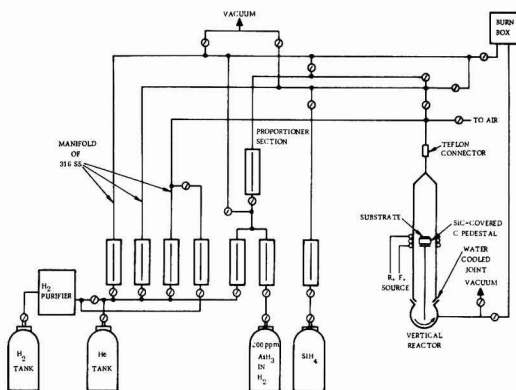 VACUUM
BURN
BOX
PROPORTIONER
SECTION
TO AIR
MANIFOLD
OF
316 SS
TEFLON
CONNECTOR
SUBSTRATE
SiC-COVERED
C PEDESTAL
R. F.
SOURCE
WATER
COOLED
JOINT
VACUUM
H2
PURIFIER
VERTICAL
REACTOR
H2
TANK
He
TANK
200 ppm
AsH3
IN
H2
SiH4